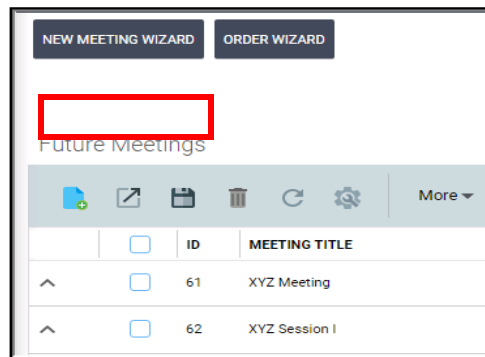 NEW MEETING WIZARD ORDER WIZARD
Future Meetings
More
ID MEETING TITLE
61 XYZ Meeting
62 XYZ Session I